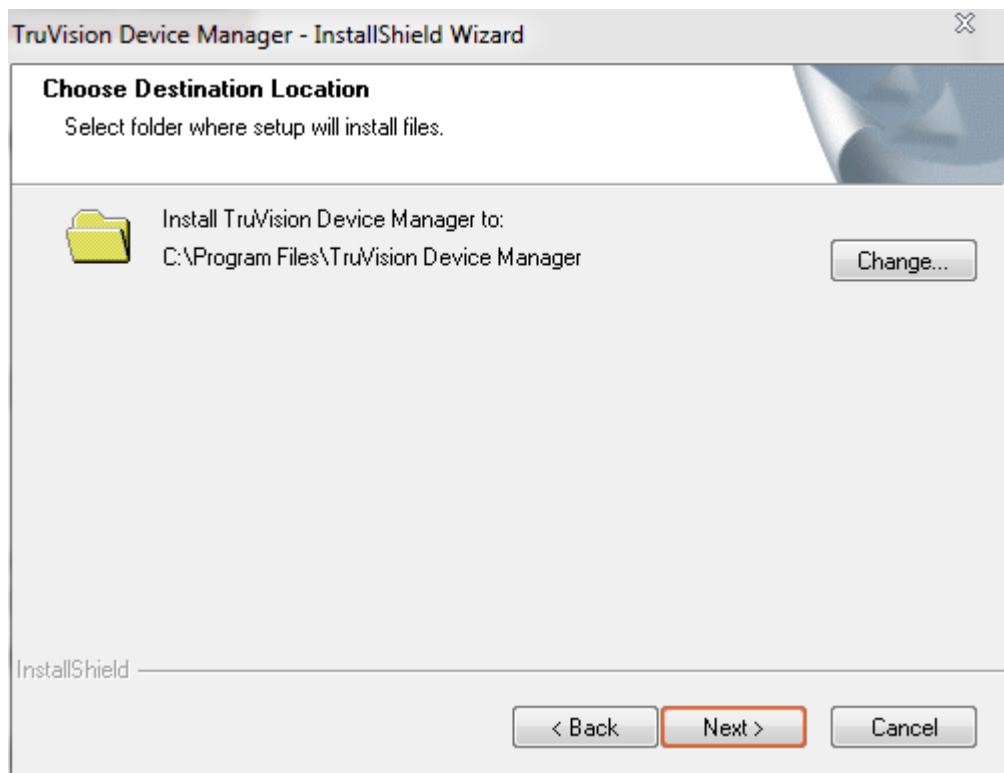 TruVision Device Manager - InstallShield Wizard
Choose Destination Location
Select folder where setup will install files.
Install TruVision Device Manager to:
C:\Program Files\TruVision Device Manager
Change...
InstallShield
< Back
Next >
Cancel